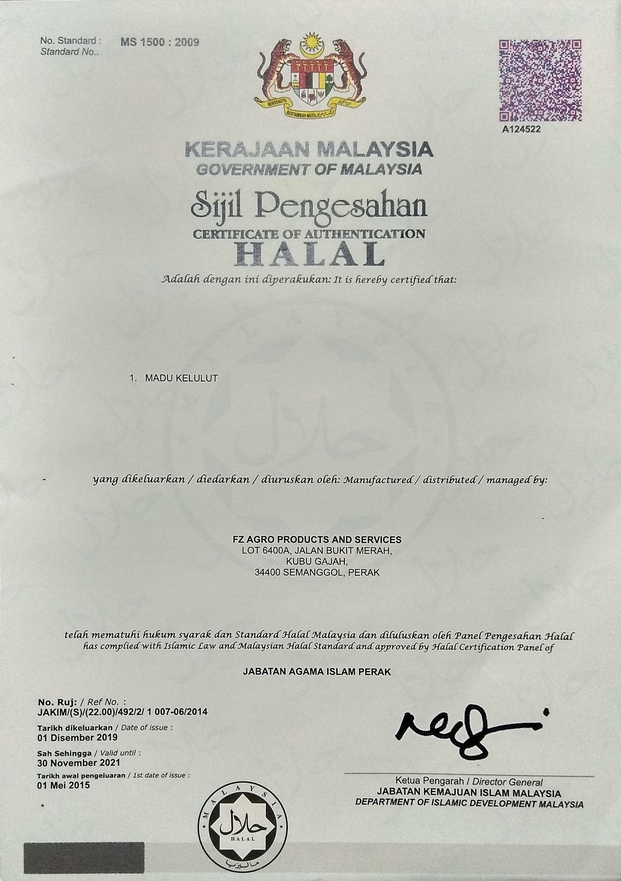 No. Standard : MS 1500 : 2009
Standard No..
A124522
KERAJAAN MALAYSIA
GOVERNMENT OF MALAYSIA
Sijil Pengesahan
CERTIFICATE OF AUTHENTICATION
HALAL
Adalah dengan ini diperakukan: It is hereby certified that:
1. MADU KELULUT
yang dikeluarkan / diedarkan / diuruskan oleh: Manufactured / distributed / managed by:
FZ AGRO PRODUCTS AND SERVICES
LOT 6400A, JALAN BUKIT MERAH,
KUBU GAJAH,
34400 SEMANGGOL, PERAK
telah mematuhi hukum syarak dan Standard Halal Malaysia dan diluluskan oleh Panel Pengesahan Halal
has complied with Islamic Law and Malaysian Halal Standard and approved by Halal Certification Panel of
JABATAN AGAMA ISLAM PERAK
No. Ruj: / Ref No. :
JAKIM/(S)/(22.00)/492/2/ 1 007-06/2014
Tarikh dikeluarkan / Date of issue :
01 Disember 2019
Sah Sehingga / Valid until :
30 November 2021
Tarikh awal pengeluaran / 1st date of issue :
01 Mei 2015
Ketua Pengarah / Director General
JABATAN KEMAJUAN ISLAM MALAYSIA
DEPARTMENT OF ISLAMIC DEVELOPMENT MALAYSIA
MALAYSIA
حلال
HALAL
ماليزيا